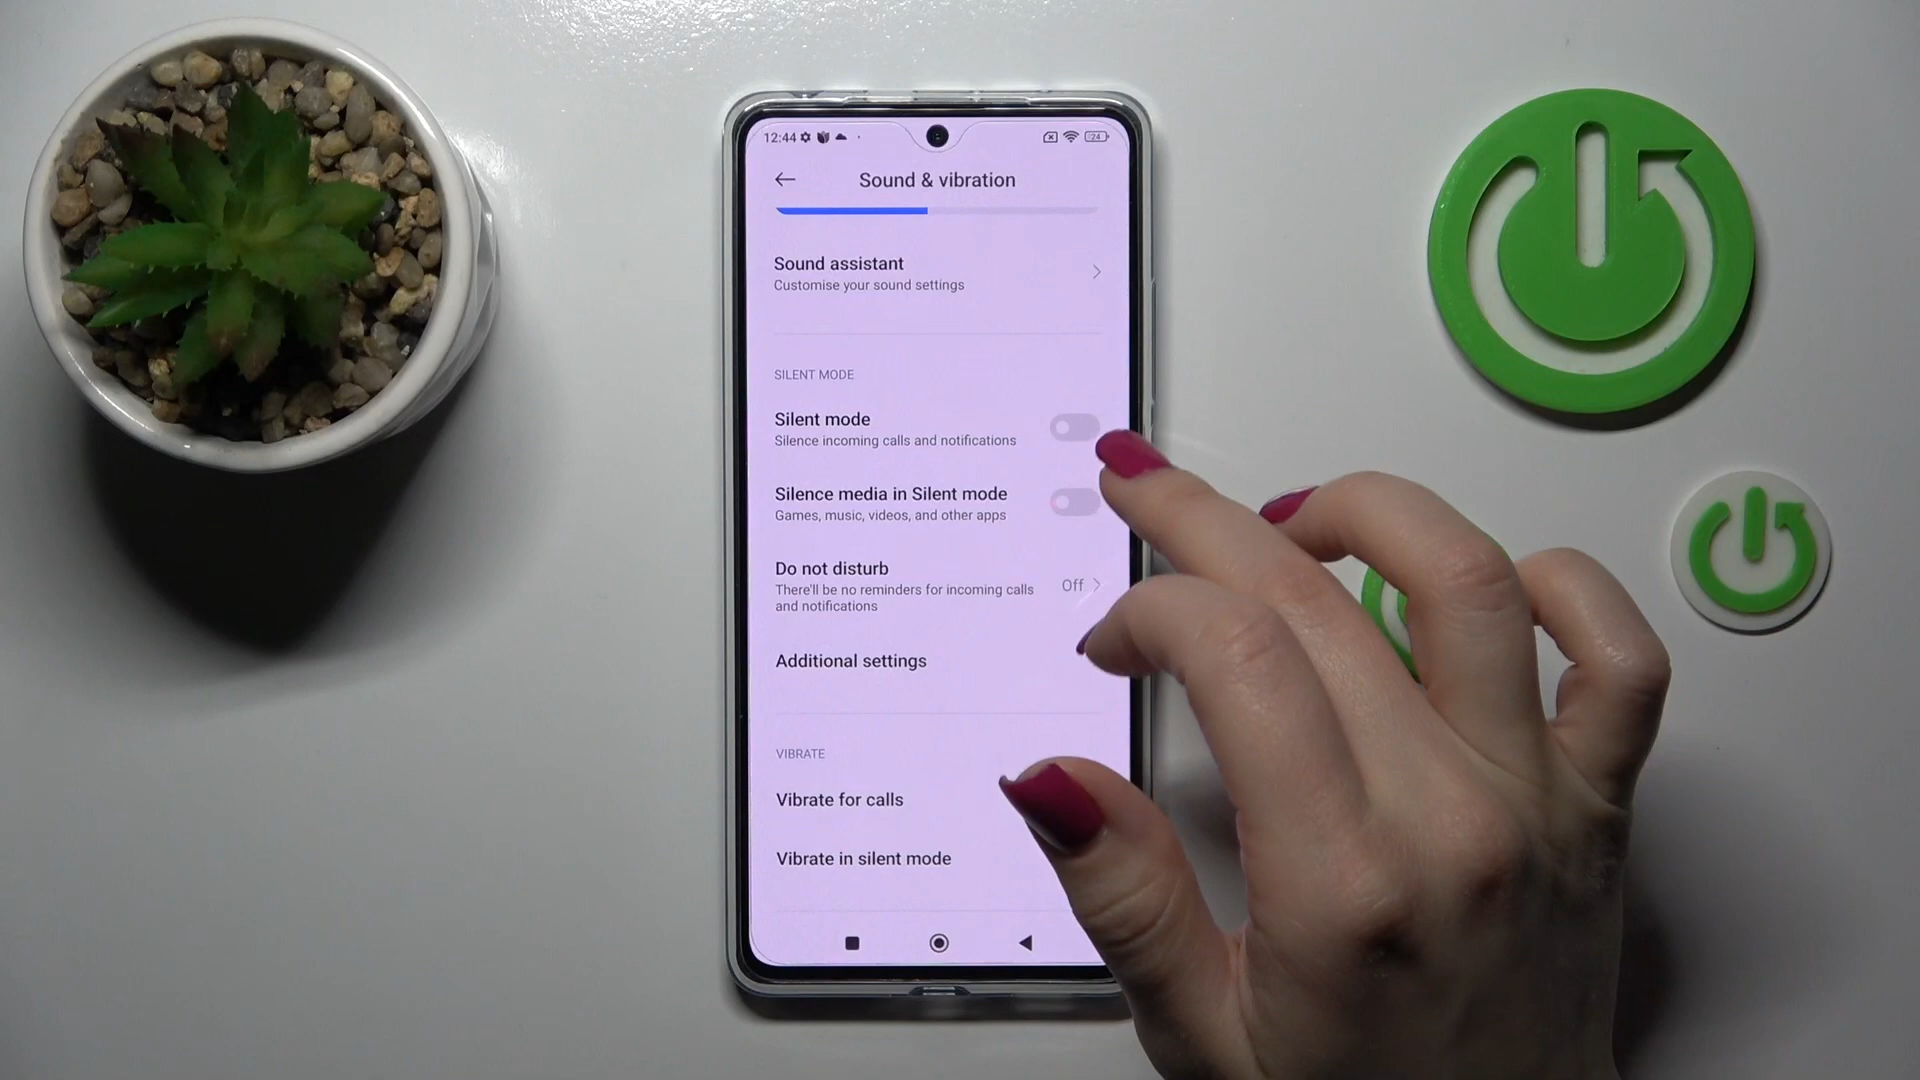 12:44 24
Sound & vibration
Sound assistant
Customise your sound settings
SILENT MODE
Silent mode
Silence incoming calls and notifications
Silence media in Silent mode
Games, music, videos, and other apps
Do not disturb
There'll be no reminders for incoming calls
and notifications
Off
Additional settings
VIBRATE
Vibrate for calls
Vibrate in silent mode